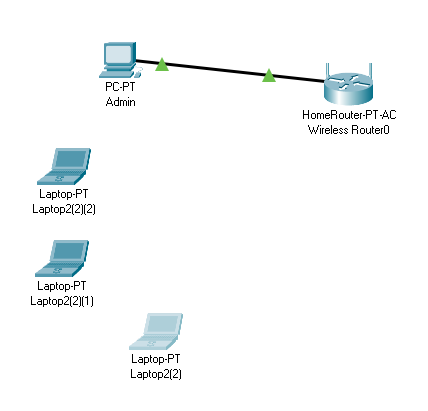 PC-PT
Admin
HomeRouter-PT-AC
Wireless Router0
Laptop-PT
Laptop2(2)(2)
Laptop-PT
Laptop2(2)(1)
Laptop-PT
Laptop2(2)